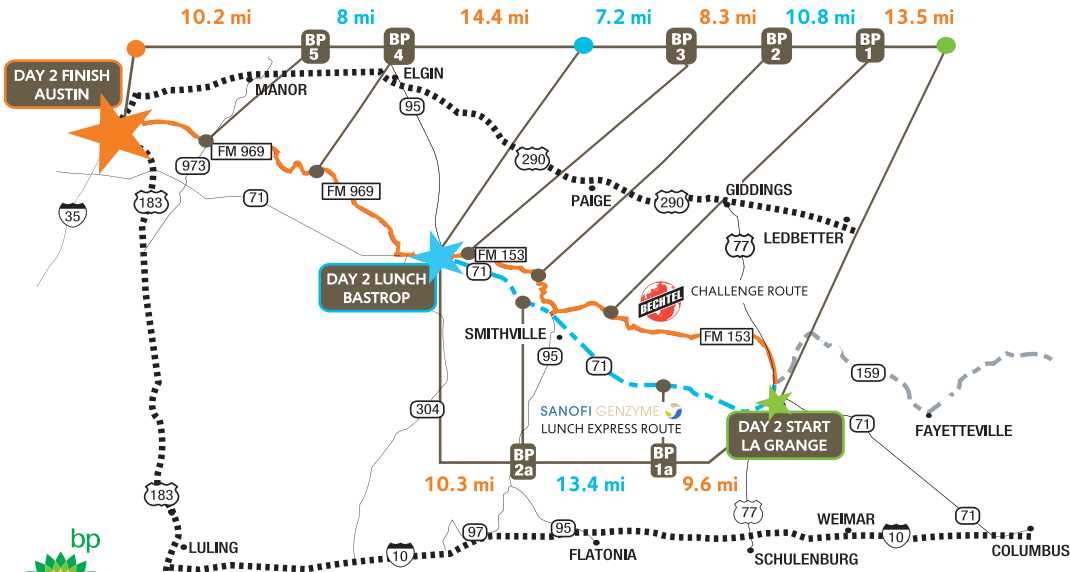 10.2 mi
8 mi
14.4 mi
7.2 mi
8.3 mi
10.8 mi
13.5 mi
BP
5
BP
4
BP
3
BP
2
BP
1
DAY 2 FINISH
AUSTIN
MANOR
ELGIN
95
FM 969
973
FM 969
290
PAIGE
290
GIDDINGS
LEDBETTER
77
35
183
71
DAY 2 LUNCH
BASTROP
FM 153
71
BECHTEL
CHALLENGE ROUTE
SMITHVILLE
95
71
FM 153
159
SANOFI GENZYME
LUNCH EXPRESS ROUTE
304
DAY 2 START
LA GRANGE
71
FAYETTEVILLE
BP
2a
BP
1a
10.3 mi
13.4 mi
9.6 mi
183
77
71
bp
LULING
10
97
95
FLATONIA
SCHULENBURG
WEIMAR
10
COLUMBUS